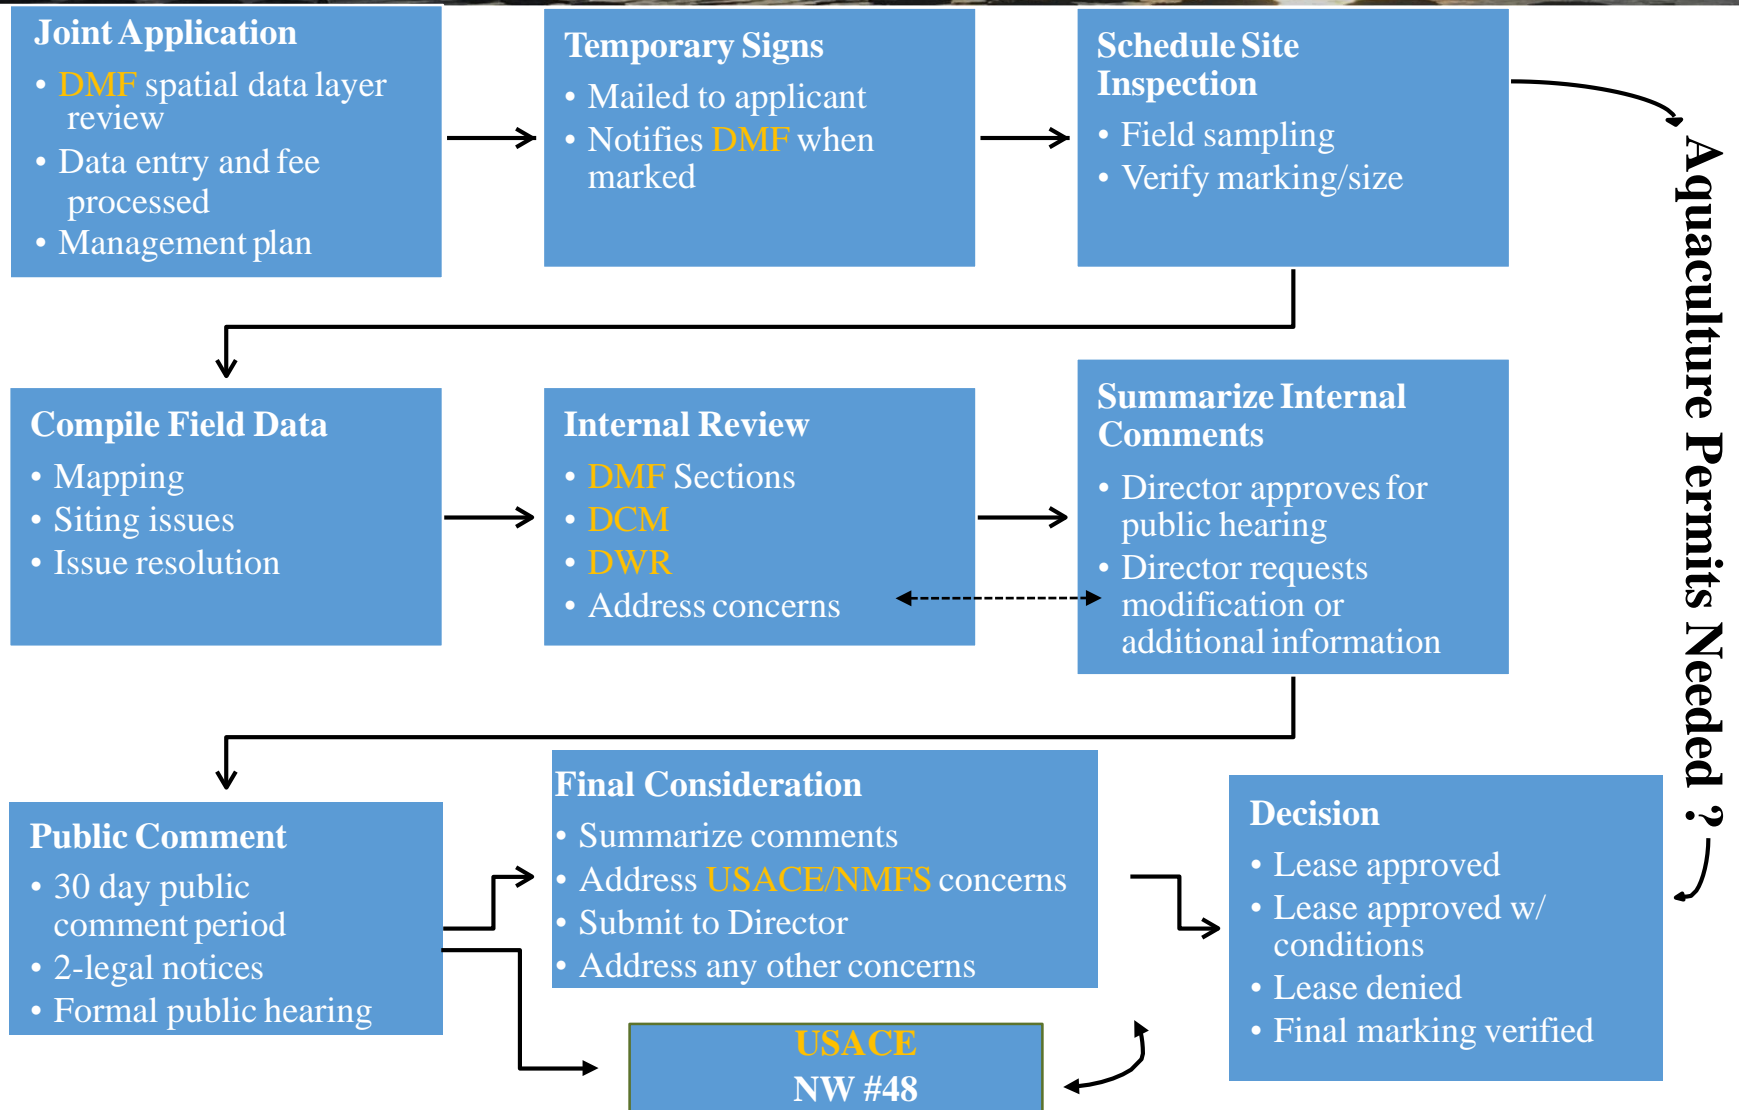 Joint Application
• DMF spatial data layer
review
• Data entry and fee
processed
• Management plan
Temporary Signs
• Mailed to applicant
• Notifies DMF when
marked
Schedule Site
Inspection
• Field sampling
• Verify marking/size
Aquaculture Permits Needed ?
Compile Field Data
• Mapping
• Siting issues
• Issue resolution
Internal Review
• DMF Sections
• DCM
• DWR
• Address concerns
Summarize Internal
Comments
• Director approves for
public hearing
• Director requests
modification or
additional information
Public Comment
• 30 day public
comment period
• 2-legal notices
• Formal public hearing
Final Consideration
• Summarize comments
• Address USACE/NMFS concerns
• Submit to Director
• Address any other concerns
USACE
NW #48
Decision
• Lease approved
• Lease approved w/
conditions
• Lease denied
• Final marking verified